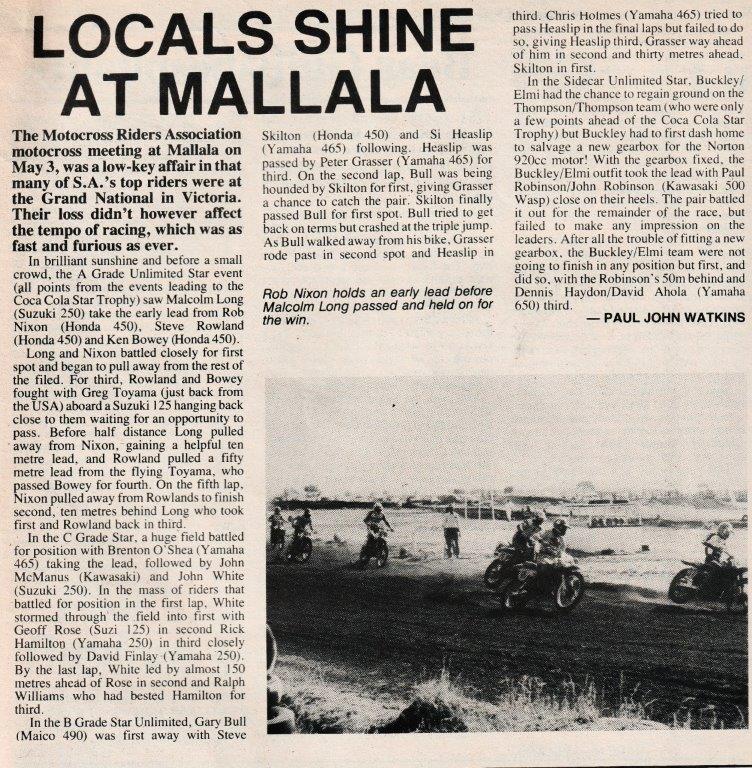 LOCALS SHINE
AT MALLALA
The Motocross Riders Association
motocross meeting at Mallala on
May 3, was a low-key affair in that
many of S.A.'s top riders were at
the Grand National in Victoria.
Their loss didn't however affect
the tempo of racing, which was as
fast and furious as ever.
In brilliant sunshine and before a small
crowd, the A Grade Unlimited Star event
(all points from the events leading to the
Coca Cola Star Trophy) saw Malcolm Long
(Suzuki 250) take the early lead from Rob
Nixon (Honda 450), Steve Rowland
(Honda 450) and Ken Bowey (Honda 450).
Long and Nixon battled closely for first
spot and began to pull away from the rest of
the filed. For third, Rowland and Bowey
fought with Greg Toyama (just back from
the USA) aboard a Suzuki 125 hanging back
close to them waiting for an opportunity to
pass. Before half distance Long pulled
away from Nixon, gaining a helpful ten
metre lead, and Rowland pulled a fifty
metre lead from the flying Toyama, who
passed Bowey for fourth. On the fifth lap,
Nixon pulled away from Rowlands to finish
second, ten metres behind Long who took
first and Rowland back in third.
In the C Grade Star, a huge field battled
for position with Brenton O'Shea (Yamaha
465) taking the lead, followed by John
McManus (Kawasaki) and John White
(Suzuki 250). In the mass of riders that
battled for position in the first lap, White
stormed through the field into first with
Geoff Rose (Suzi 125) in second Rick
Hamilton (Yamaha 250) in third closely
followed by David Finlay (Yamaha 250).
By the last lap, White led by almost 150
metres ahead of Rose in second and Ralph
Williams who had bested Hamilton for
third.
In the B Grade Star Unlimited, Gary Bull
(Maico 490) was first away with Steve
Skilton (Honda 450) and Si Heaslip
(Yamaha 465) following. Heaslip was
passed by Peter Grasser (Yamaha 465) for
third. On the second lap, Bull was being
hounded by Skilton for first, giving Grasser
a chance to catch the pair. Skilton finally
passed Bull for first spot. Bull tried to get
back on terms but crashed at the triple jump.
As Bull walked away from his bike, Grasser
rode past in second spot and Heaslip in
Rob Nixon holds an early lead before
Malcolm Long passed and held on for
the win.
third. Chris Holmes (Yamaha 465) tried to
pass Heaslip in the final laps but failed to do
so, giving Heaslip third, Grasser way ahead
of him in second and thirty metres ahead,
Skilton in first.
In the Sidecar Unlimited Star, Buckley/
Elmi had the chance to regain ground on the
Thompson/Thompson team (who were only
a few points ahead of the Coca Cola Star
Trophy) but Buckley had to first dash home
to salvage a new gearbox for the Norton
920cc motor! With the gearbox fixed, the
Buckley/Elmi outfit took the lead with Paul
Robinson/John Robinson (Kawasaki 500
Wasp) close on their heels. The pair battled
it out for the remainder of the race, but
failed to make any impression on the
leaders. After all the trouble of fitting a new
gearbox, the Buckley/Elmi team were not
going to finish in any position but first, and
did so, with the Robinson's 50m behind and
Dennis Haydon/David Ahola (Yamaha
650) third.
— PAUL JOHN WATKINS